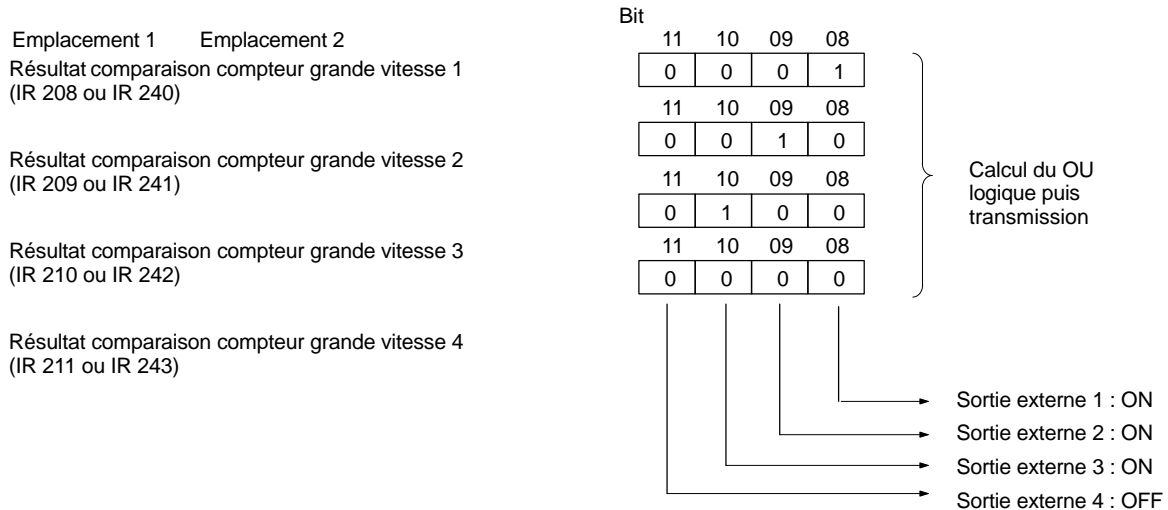 Bit
Emplacement 1 Emplacement 2
11 10 09 08
Résultat comparaison compteur grande vitesse 1
(IR 208 ou IR 240)
0 0 0 1
11 10 09 08
0 0 1 0
Résultat comparaison compteur grande vitesse 2
(IR 209 ou IR 241)
11 10 09 08
0 1 0 0
Calcul du OU
logique puis
transmission
Résultat comparaison compteur grande vitesse 3
(IR 210 ou IR 242)
11 10 09 08
0 0 0 0
Résultat comparaison compteur grande vitesse 4
(IR 211 ou IR 243)
Sortie externe 1 : ON
Sortie externe 2 : ON
Sortie externe 3 : ON
Sortie externe 4 : OFF